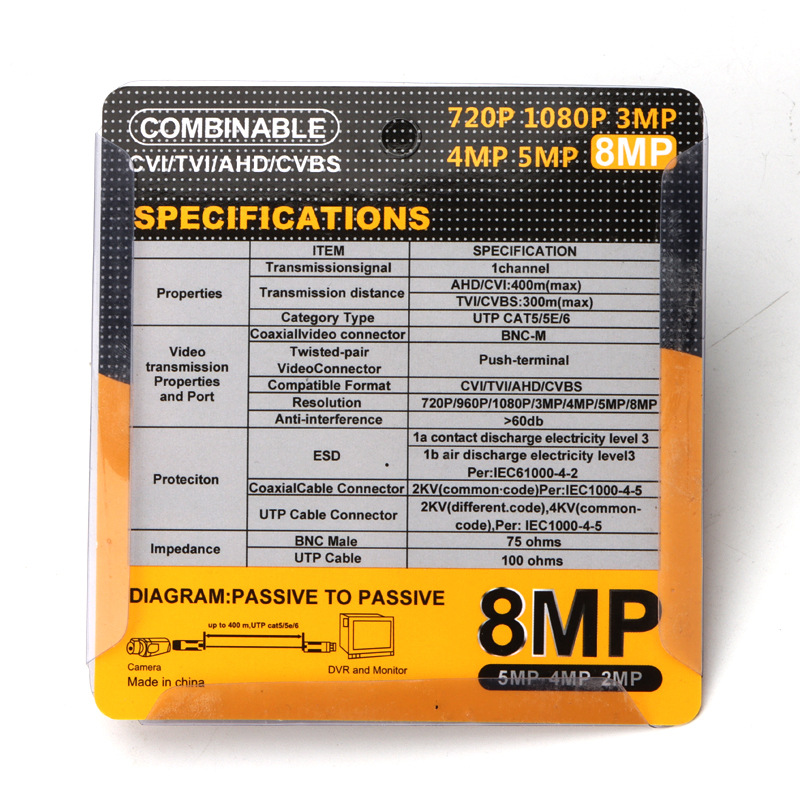 COMBINABLE
CVI/TVI/AHD/CVBS
720P 1080P 3MP
4MP 5MP 8MP
SPECIFICATIONS
ITEM SPECIFICATION
Properties
Transmissionsignal 1channel
Transmission distance AHD/CVI:400m(max)
TVI/CVBS:300m(max)
Category Type UTP CAT5/5E/6
Video
transmission
Properties
and Port
Coaxiallvideo connector BNC-M
Twisted-pair
VideoConnector
Push-terminal
Compatible Format CVI/TVI/AHD/CVBS
Resolution 720P/960P/1080P/3MP/4MP/5MP/8MP
Anti-interference >60db
Proteciton
ESD
1a contact discharge electricity level 3
1b air discharge electricity level3
Per:IEC61000-4-2
CoaxialCable Connector 2KV(common-code)Per:IEC1000-4-5
UTP Cable Connector
2KV(different.code),4KV(common-
code),Per: IEC1000-4-5
Impedance
BNC Male 75 ohms
UTP Cable 100 ohms
DIAGRAM:PASSIVE TO PASSIVE
up to 400 m,UTP cat5/5e/6
Camera
DVR and Monitor
Made in china
8MP
5MP 4MP 2MP